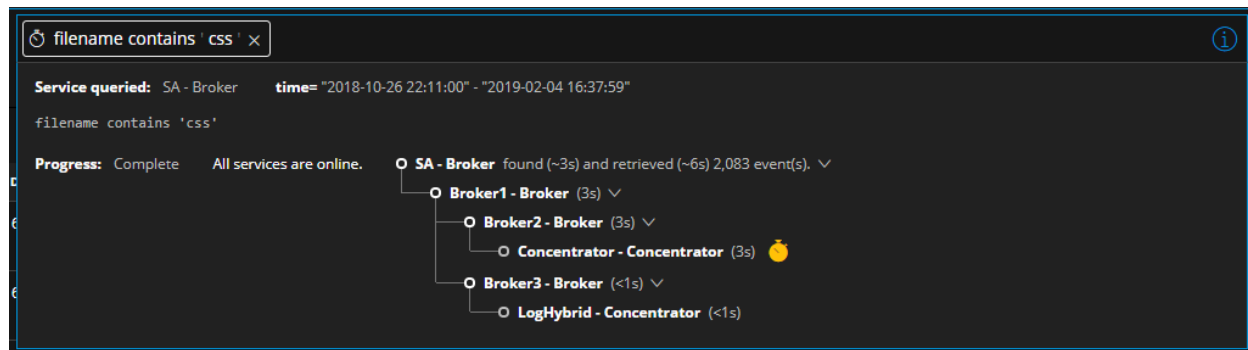 filename contains 'css' ×
Service queried: SA - Broker time= "2018-10-26 22:11:00" - "2019-02-04 16:37:59"
filename contains 'css'
Progress: Complete All services are online. SA - Broker found (~3s) and retrieved (~6s) 2,083 event(s).
Broker1 - Broker (3s)
Broker2 - Broker (3s)
Concentrator - Concentrator (3s)
Broker3 - Broker (<1s)
LogHybrid - Concentrator (<1s)